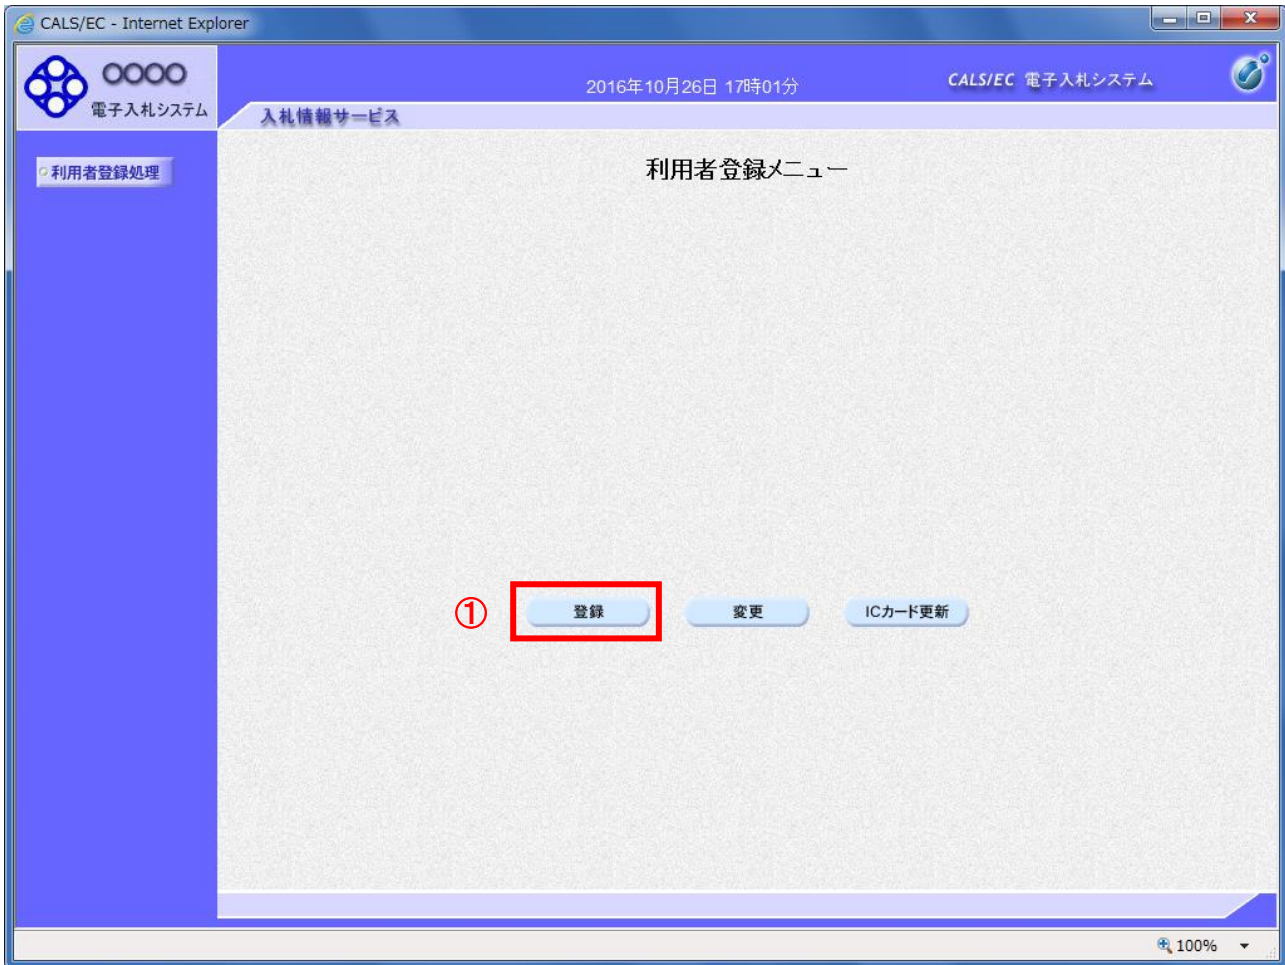 CALS/EC - Internet Explorer
○○○○
電子入札システム
2016年10月26日 17時01分
CALS/EC 電子入札システム
入札情報サービス
利用者登録処理
利用者登録メニュー
①
登録
変更
ICカード更新
100%